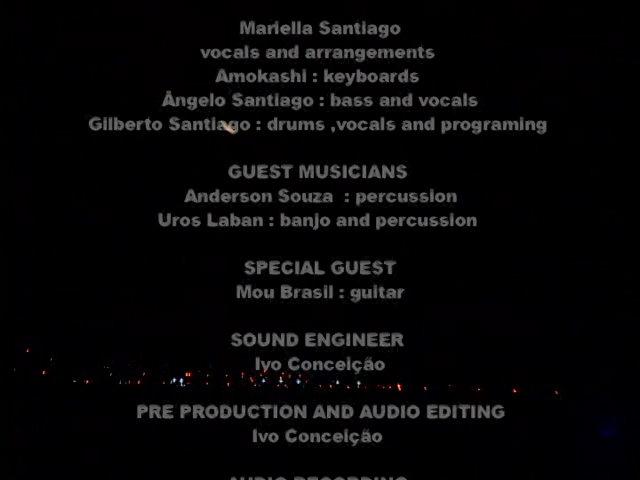 Mariella Santiago
vocals and arrangements
Amokashi : keyboards
Ângelo Santiago : bass and vocals
Gilberto Santiago : drums ,vocals and programing
GUEST MUSICIANS
Anderson Souza : percussion
Uros Laban : banjo and percussion
SPECIAL GUEST
Mou Brasil : guitar
SOUND ENGINEER
Ivo Conceição
PRE PRODUCTION AND AUDIO EDITING
Ivo Conceição
AUDIO RECORDING